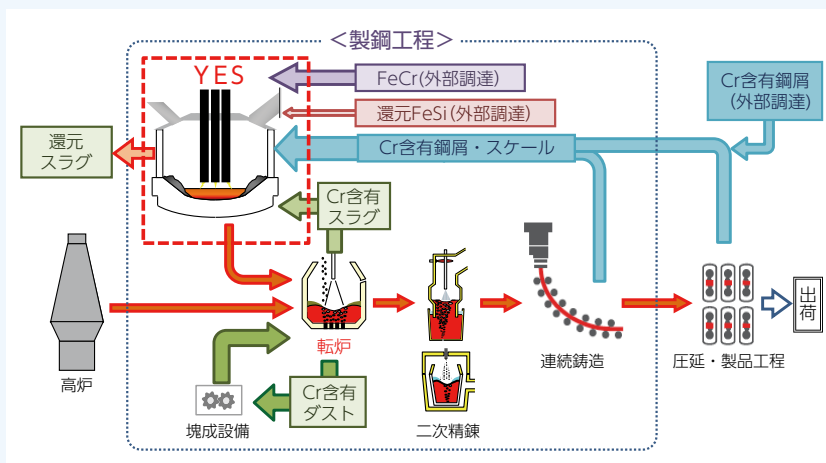 <製鋼工程>
YES
FeCr(外部調達)
還元FeSi(外部調達)
Cr含有鋼屑・スケール
Cr含有鋼屑
(外部調達)
還元
スラグ
Cr含有
スラグ
高炉
転炉
塊成設備
Cr含有
ダスト
二次精錬
連続鋳造
圧延・製品工程
出荷